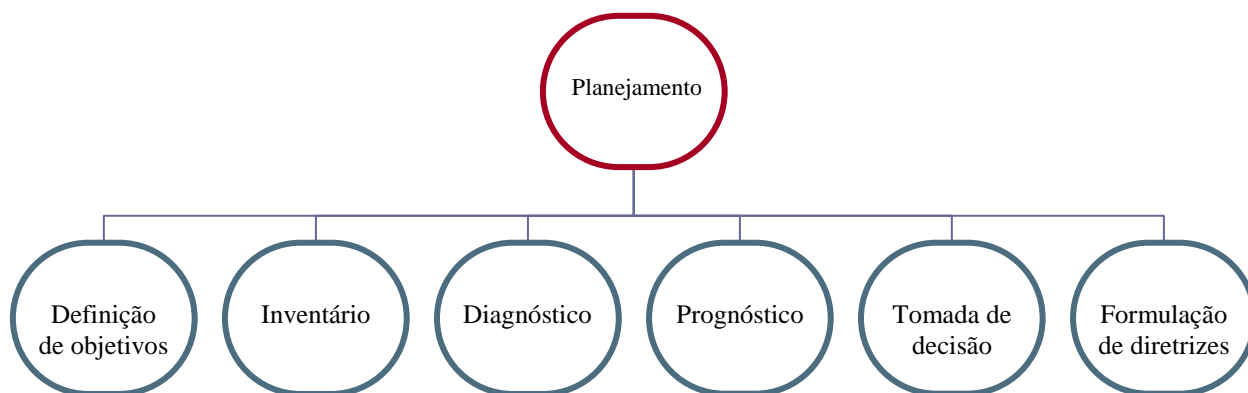 Planejamento
Definição
de objetivos
Inventário
Diagnóstico
Prognóstico
Tomada de
decisão
Formulação
de diretrizes